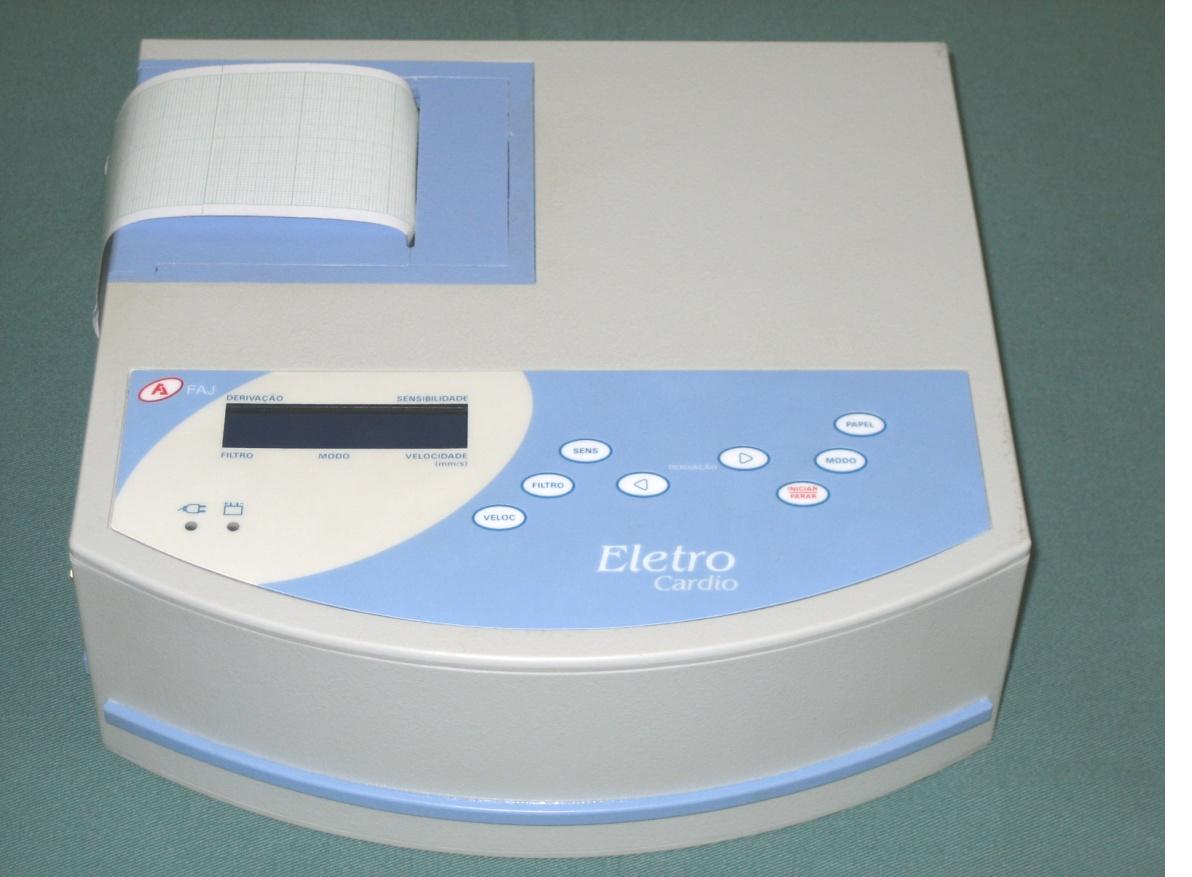 FAJ
DERIVAÇÃO SENSIBILIDADE
FILTRO MODO VELOCIDADE
(mm/s)
PAPEL
SENS
DERIVAÇÃO
MODO
FILTRO
INICIAR
PARAR
VELOC
Eletro
Cardio